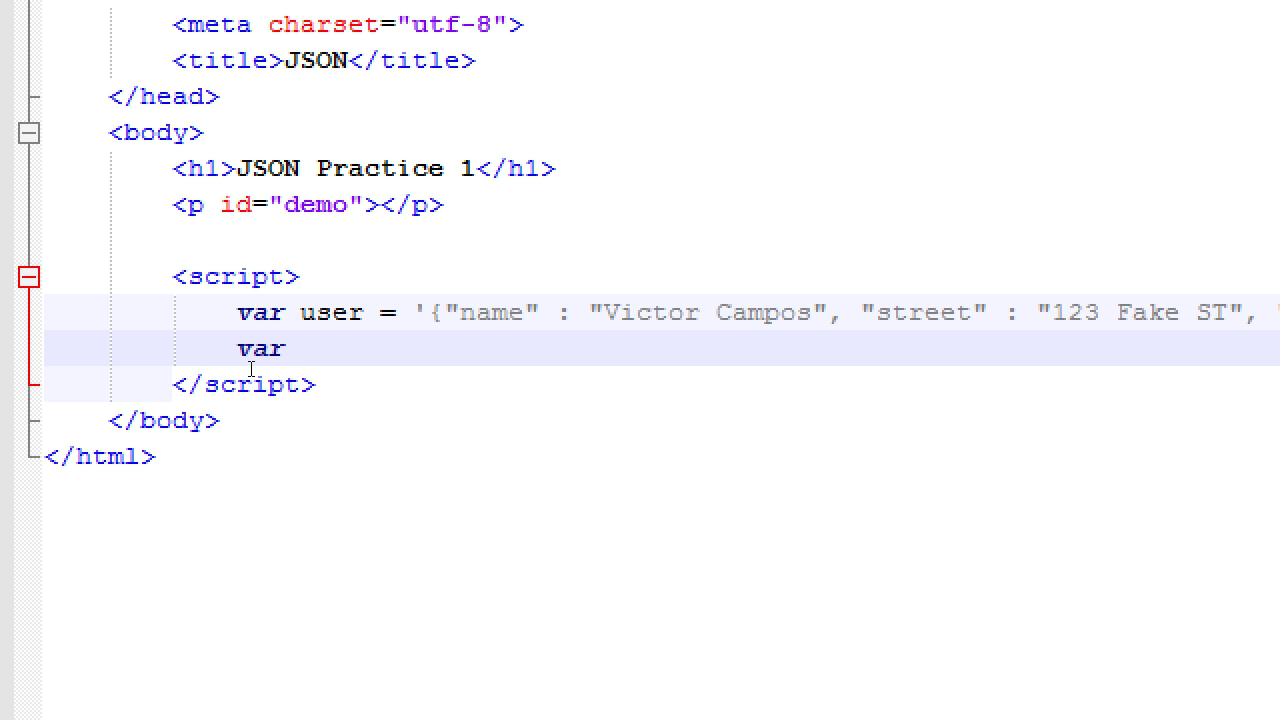 <meta charset="utf-8">
<title>JSON</title>
</head>
<body>
<h1>JSON Practice 1</h1>
<p id="demo"></p>
<script>
var user = '{"name" : "Victor Campos", "street" : "123 Fake ST", "
var
</script>
</body>
</html>